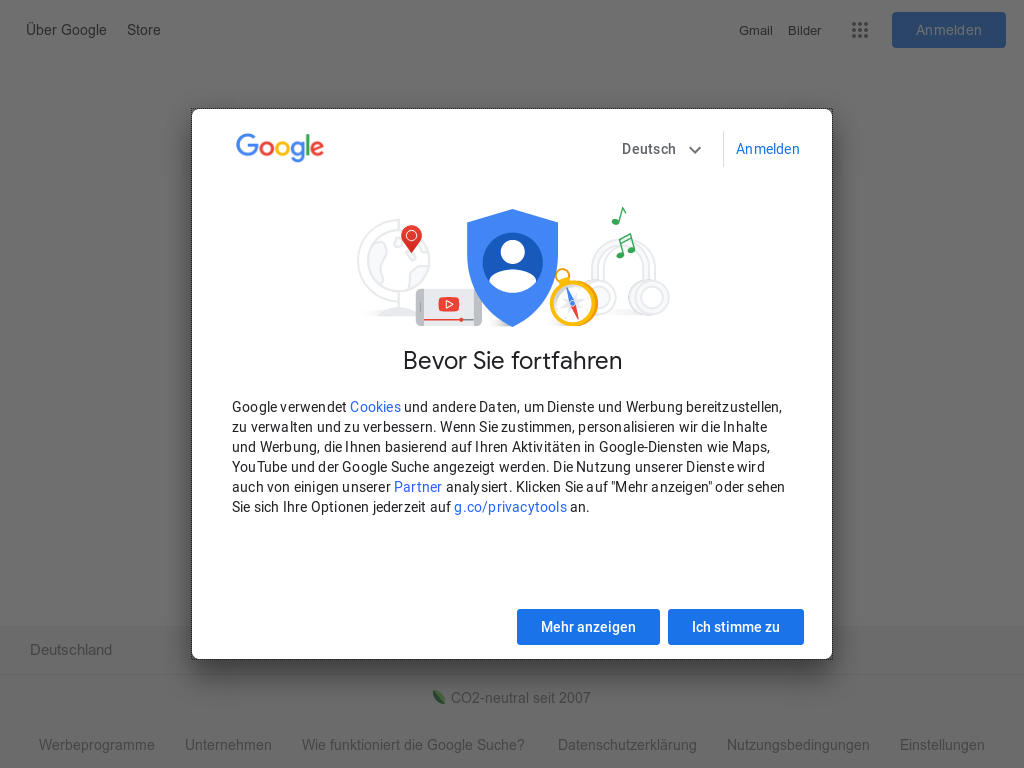 Über Google Store Gmail Bilder Anmelden
Google Deutsch Anmelden
Bevor Sie fortfahren
Google verwendet Cookies und andere Daten, um Dienste und Werbung bereitzustellen,
zu verwalten und zu verbessern. Wenn Sie zustimmen, personalisieren wir die Inhalte
und Werbung, die Ihnen basierend auf Ihren Aktivitäten in Google-Diensten wie Maps,
YouTube und der Google Suche angezeigt werden. Die Nutzung unserer Dienste wird
auch von einigen unserer Partner analysiert. Klicken Sie auf "Mehr anzeigen" oder sehen
Sie sich Ihre Optionen jederzeit auf g.co/privacytools an.
Mehr anzeigen Ich stimme zu
Deutschland
CO2-neutral seit 2007
Werbeprogramme Unternehmen Wie funktioniert die Google Suche? Datenschutzerklärung Nutzungsbedingungen Einstellungen